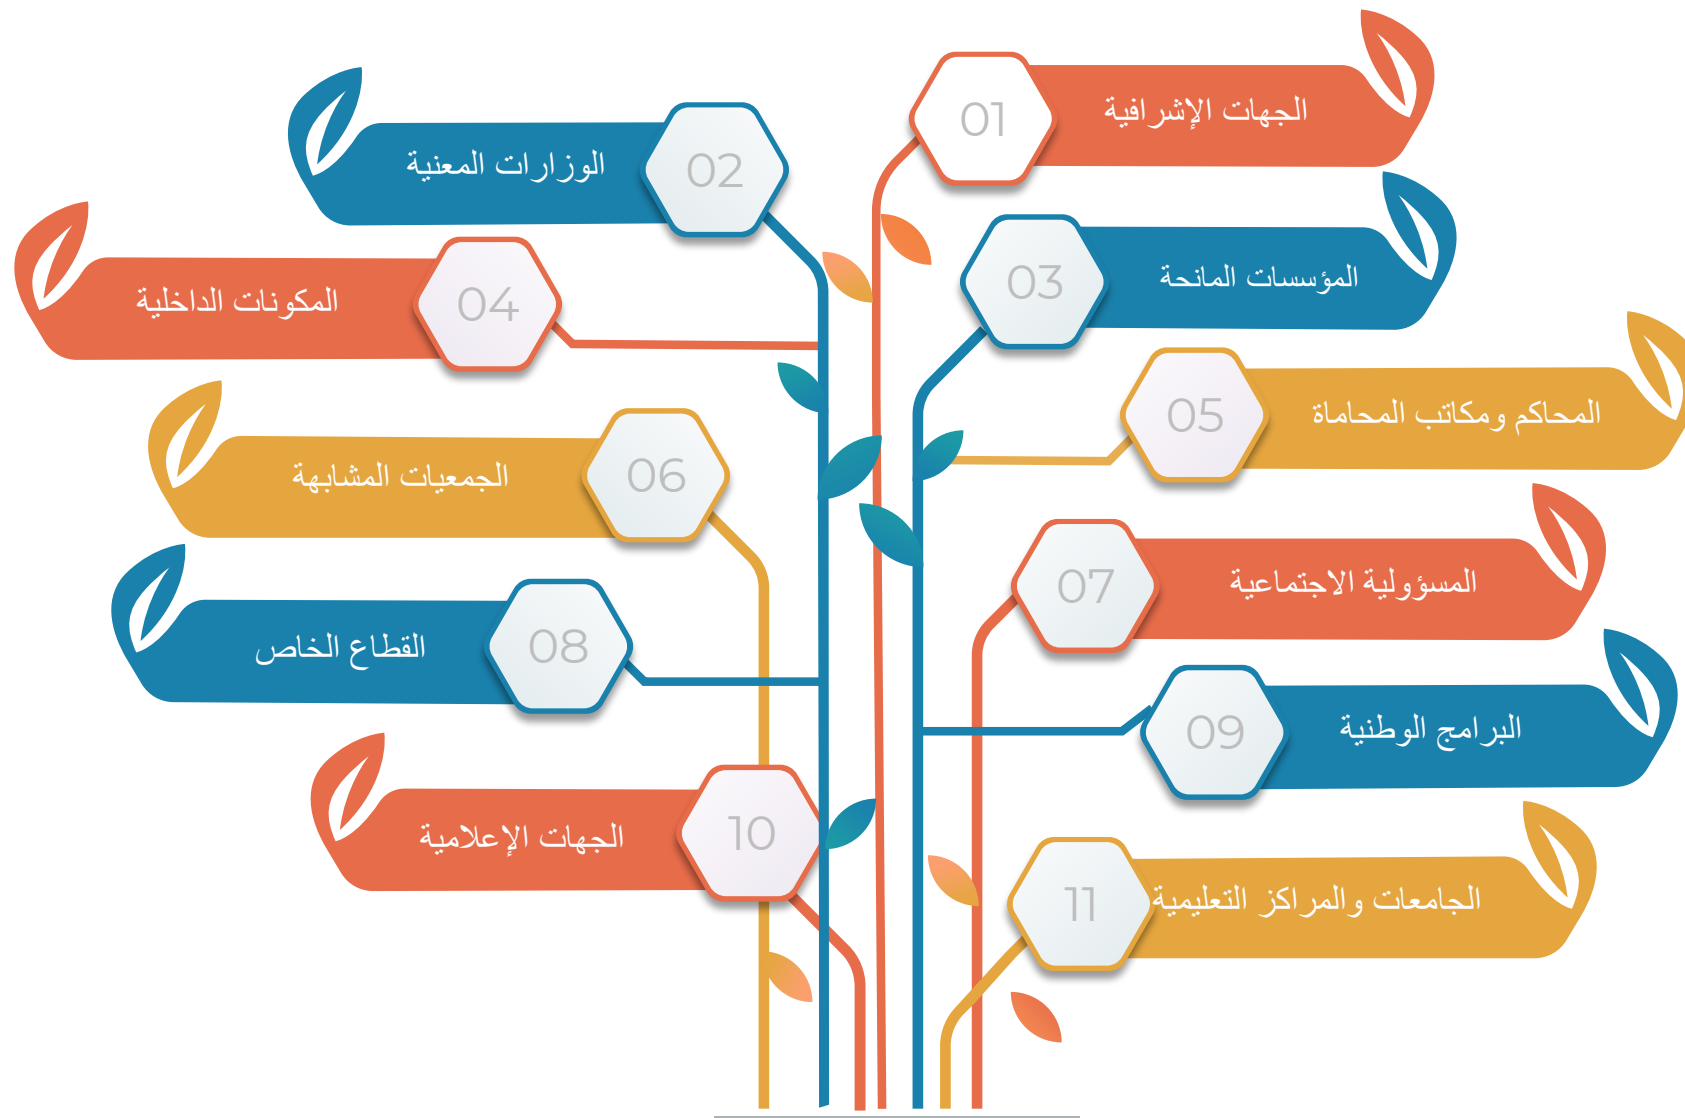 01
الجهات الإشرافية
02
الوزارات المعنية
03
المؤسسات المانحة
04
المكونات الداخلية
05
المحاكم ومكاتب المحاماة
06
الجمعيات المشابهة
07
المسؤولية الاجتماعية
08
القطاع الخاص
09
البرامج الوطنية
10
الجهات الإعلامية
11
الجامعات والمراكز التعليمية